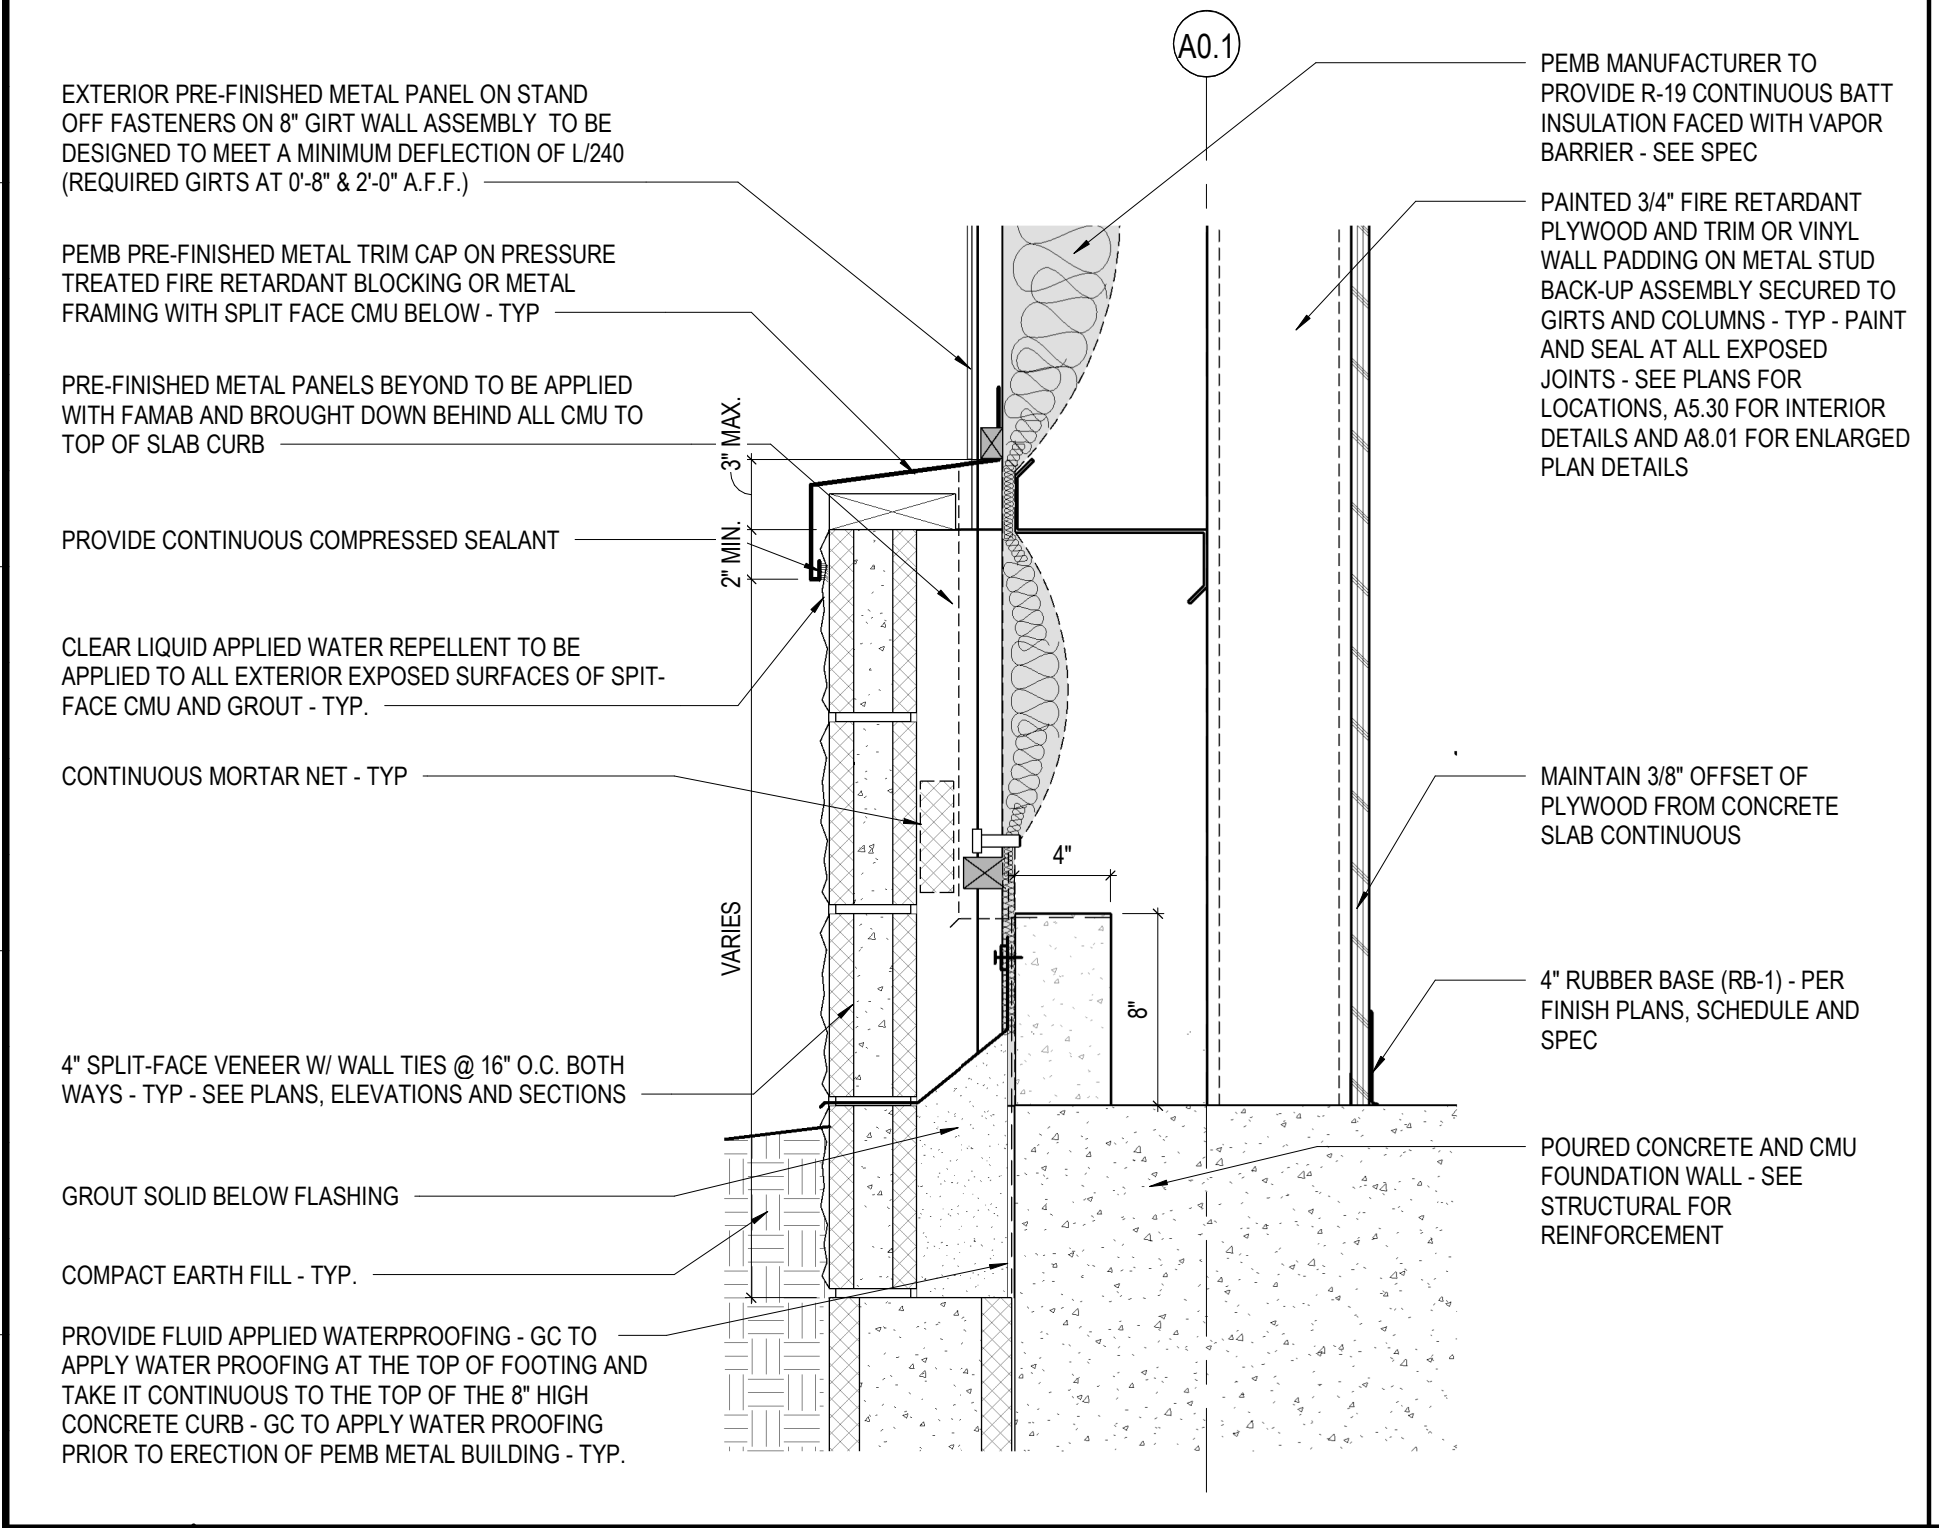 A0.1
EXTERIOR PRE-FINISHED METAL PANEL ON STAND
OFF FASTENERS ON 8" GIRT WALL ASSEMBLY TO BE
DESIGNED TO MEET A MINIMUM DEFLECTION OF L/240
(REQUIRED GIRTS AT 0'-8" & 2'-0" A.F.F.)
PEMB PRE-FINISHED METAL TRIM CAP ON PRESSURE
TREATED FIRE RETARDANT BLOCKING OR METAL
FRAMING WITH SPLIT FACE CMU BELOW - TYP
PRE-FINISHED METAL PANELS BEYOND TO BE APPLIED
WITH FAMAB AND BROUGHT DOWN BEHIND ALL CMU TO
TOP OF SLAB CURB
PROVIDE CONTINUOUS COMPRESSED SEALANT
CLEAR LIQUID APPLIED WATER REPELLENT TO BE
APPLIED TO ALL EXTERIOR EXPOSED SURFACES OF SPIT-
FACE CMU AND GROUT - TYP.
CONTINUOUS MORTAR NET - TYP
4" SPLIT-FACE VENEER W/ WALL TIES @ 16" O.C. BOTH
WAYS - TYP - SEE PLANS, ELEVATIONS AND SECTIONS
GROUT SOLID BELOW FLASHING
COMPACT EARTH FILL - TYP.
PROVIDE FLUID APPLIED WATERPROOFING - GC TO
APPLY WATER PROOFING AT THE TOP OF FOOTING AND
TAKE IT CONTINUOUS TO THE TOP OF THE 8" HIGH
CONCRETE CURB - GC TO APPLY WATER PROOFING
PRIOR TO ERECTION OF PEMB METAL BUILDING - TYP.
3" MAX.
2" MIN.
VARIES
4"
8"
PEMB MANUFACTURER TO
PROVIDE R-19 CONTINUOUS BATT
INSULATION FACED WITH VAPOR
BARRIER - SEE SPEC
PAINTED 3/4" FIRE RETARDANT
PLYWOOD AND TRIM OR VINYL
WALL PADDING ON METAL STUD
BACK-UP ASSEMBLY SECURED TO
GIRTS AND COLUMNS - TYP - PAINT
AND SEAL AT ALL EXPOSED
JOINTS - SEE PLANS FOR
LOCATIONS, A5.30 FOR INTERIOR
DETAILS AND A8.01 FOR ENLARGED
PLAN DETAILS
MAINTAIN 3/8" OFFSET OF
PLYWOOD FROM CONCRETE
SLAB CONTINUOUS
4" RUBBER BASE (RB-1) - PER
FINISH PLANS, SCHEDULE AND
SPEC
POURED CONCRETE AND CMU
FOUNDATION WALL - SEE
STRUCTURAL FOR
REINFORCEMENT